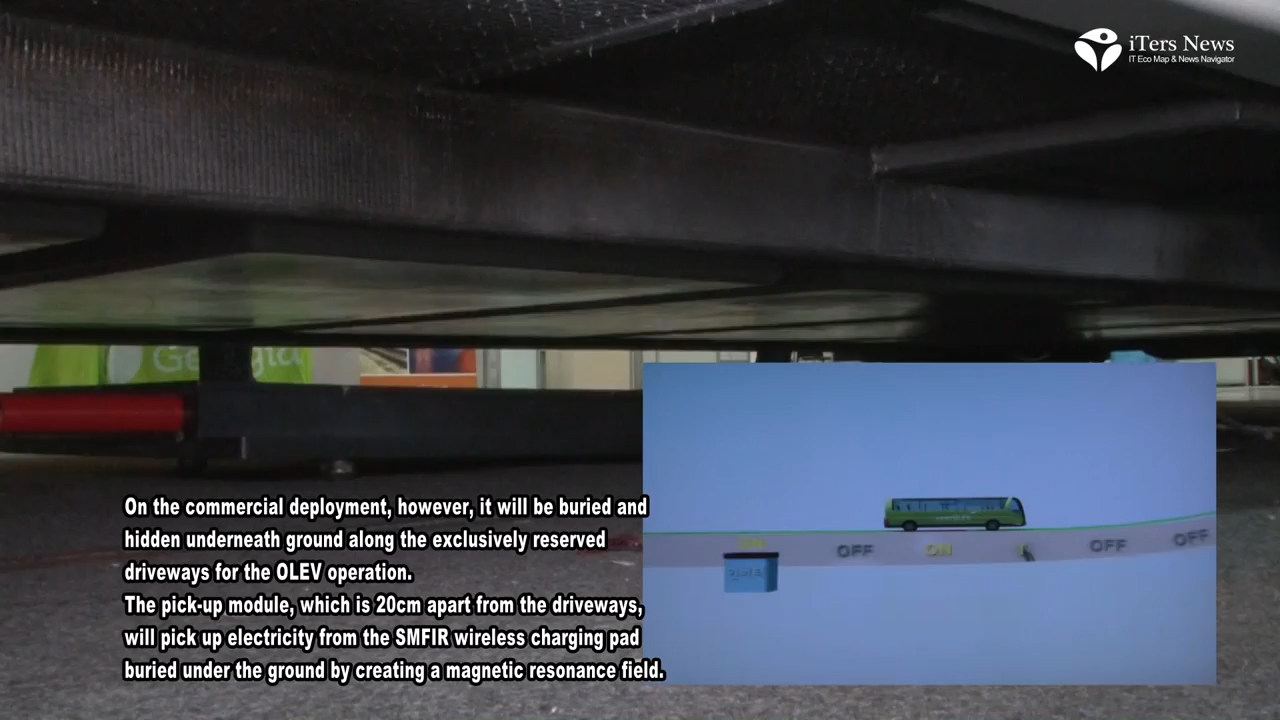 iTers News
IT Eco Map & News Navigator
Georgia
On the commercial deployment, however, it will be buried and
hidden underneath ground along the exclusively reserved
driveways for the OLEV operation.
The pick-up module, which is 20cm apart from the driveways,
will pick up electricity from the SMFIR wireless charging pad
buried under the ground by creating a magnetic resonance field.
OFF
ON
OFF
OFF